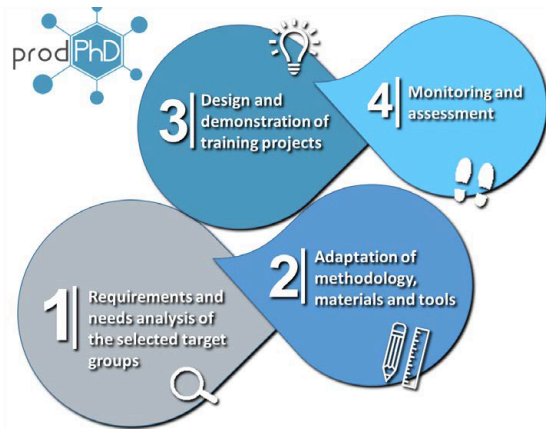 prodPhD
3
Design and
demonstration of
training projects
4
Monitoring and
assessment
1
Requirements and
needs analysis of
the selected target
groups
2
Adaptation of
methodology,
materials and tools